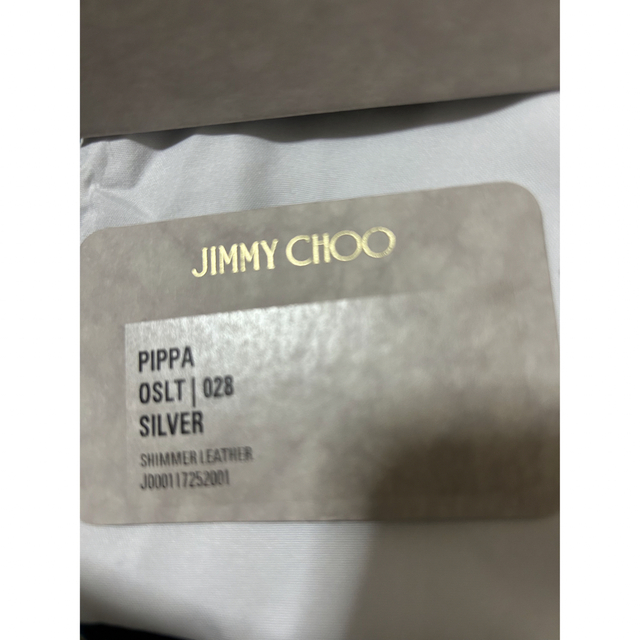 JIMMY CHOO
PIPPA
OSLT | 028
SILVER
SHIMMER LEATHER
J000117252001